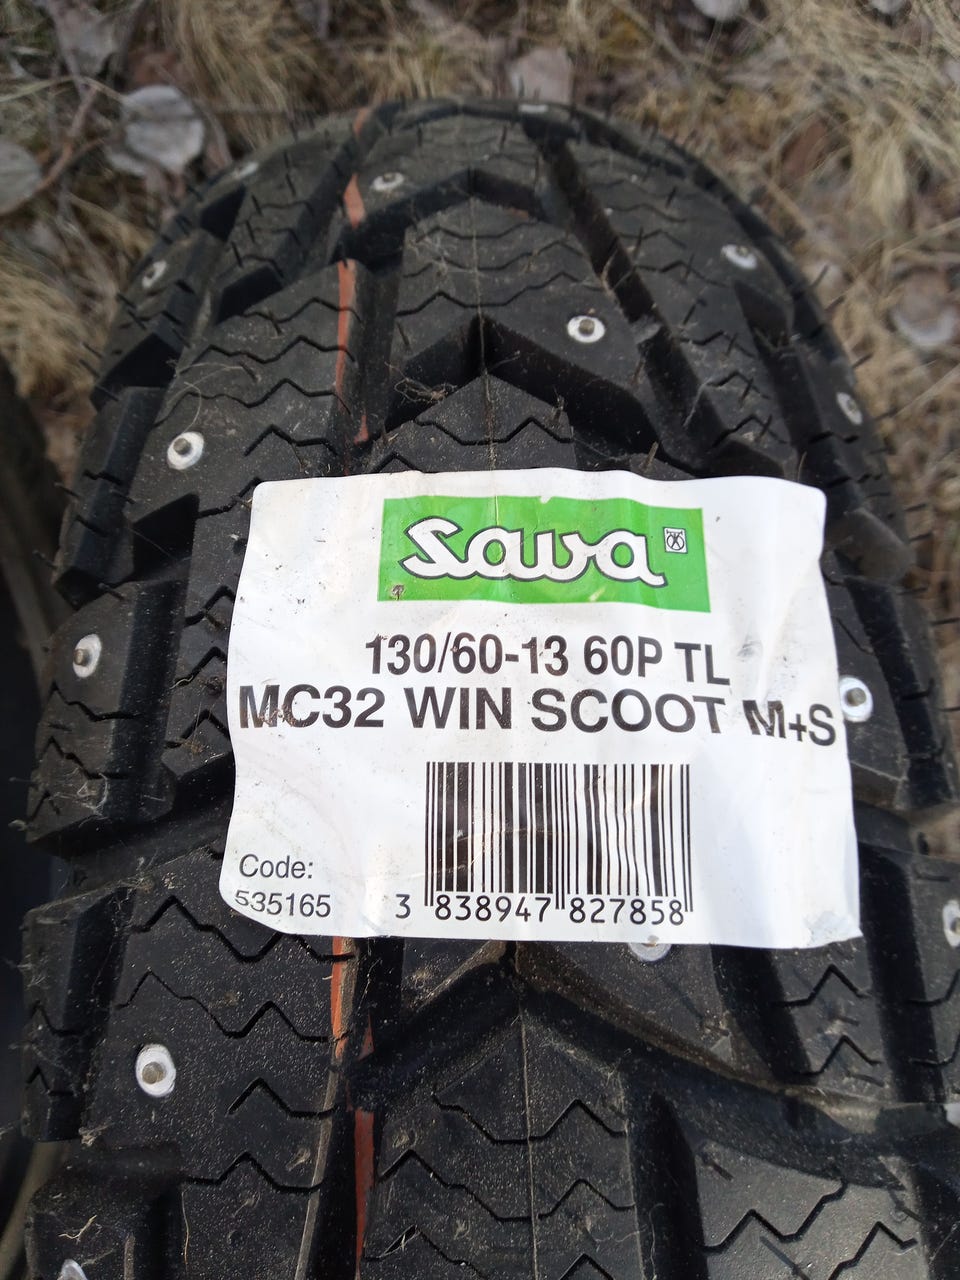 Sava
130/60-13 60P TL
MC32 WIN SCOOT M+S
Code:
535165
3 838947 827858